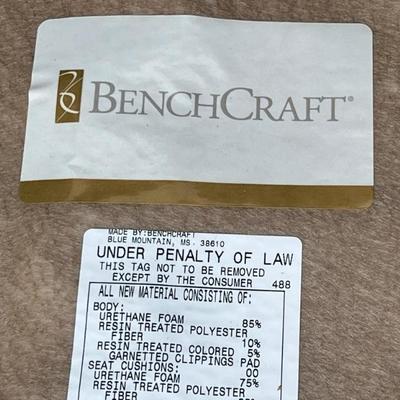 BENCHCRAFT®
MADE BY:BENCHCRAFT
BLUE MOUNTAIN, MS. 38610
UNDER PENALTY OF LAW
THIS TAG NOT TO BE REMOVED
EXCEPT BY THE CONSUMER 488
ALL NEW MATERIAL CONSISTING OF:
BODY:
URETHANE FOAM 85%
RESIN TREATED POLYESTER
FIBER 10%
RESIN TREATED COLORED 5%
GARNETTED CLIPPINGS PAD
SEAT CUSHIONS: 00
URETHANE FOAM 75%
RESIN TREATED POLYESTER
FIBER